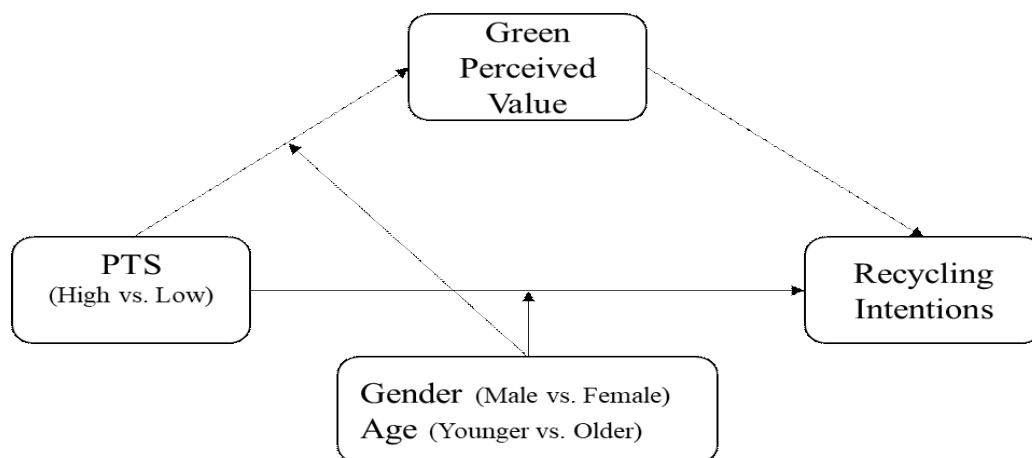 Green
Perceived
Value
PTS
(High vs. Low)
Recycling
Intentions
Gender (Male vs. Female)
Age (Younger vs. Older)